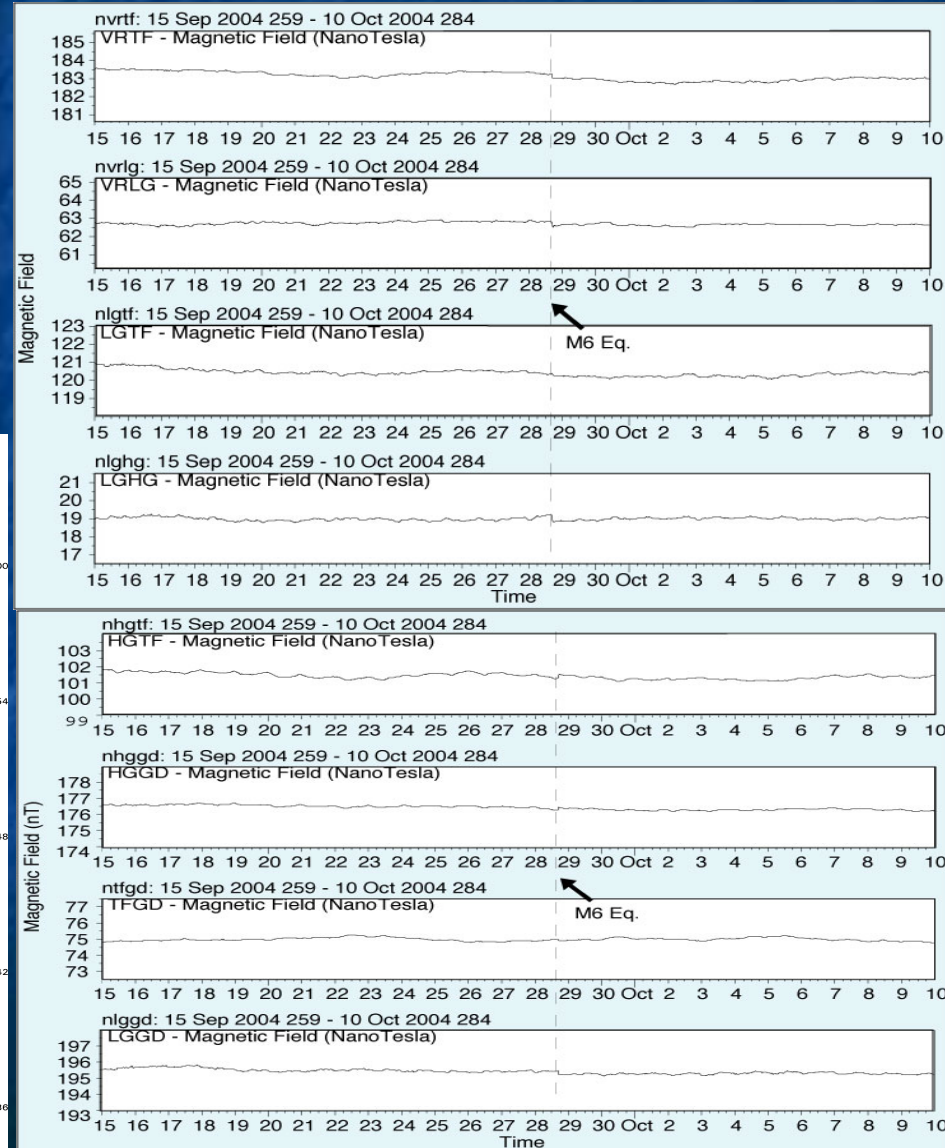 nvrtf: 15 Sep 2004 259 - 10 Oct 2004 284
VRTF - Magnetic Field (NanoTesla)
185
184
183
182
181
15 16 17 18 19 20 21 22 23 24 25 26 27 28 29 30 Oct 2 3 4 5 6 7 8 9 10
nvrlg: 15 Sep 2004 259 - 10 Oct 2004 284
VRLG - Magnetic Field (NanoTesla)
65
64
63
62
61
15 16 17 18 19 20 21 22 23 24 25 26 27 28 29 30 Oct 2 3 4 5 6 7 8 9 10
Magnetic Field
nlgtf: 15 Sep 2004 259 - 10 Oct 2004 284
M6 Eq.
LGTF - Magnetic Field (NanoTesla)
123
121
120
119
15 16 17 18 19 20 21 22 23 24 25 26 27 28 29 30 Oct 2 3 4 5 6 7 8 9 10
nlghg: 15 Sep 2004 259 - 10 Oct 2004 284
LGHG - Magnetic Field (NanoTesla)
21
20
19
18
17
15 16 17 18 19 20 21 22 23 24 25 26 27 28 29 30 Oct 2 3 4 5 6 7 8 9 10
Time
nhgtf: 15 Sep 2004 259 - 10 Oct 2004 284
HGTF - Magnetic Field (NanoTesla)
103
102
101
100
99
15 16 17 18 19 20 21 22 23 24 25 26 27 28 29 30 Oct 2 3 4 5 6 7 8 9 10
nhggd: 15 Sep 2004 259 - 10 Oct 2004 284
HGGD - Magnetic Field (NanoTesla)
178
177
176
175
174
15 16 17 18 19 20 21 22 23 24 25 26 27 28 29 30 Oct 2 3 4 5 6 7 8 9 10
Magnetic Field (nT)
ntfgd: 15 Sep 2004 259 - 10 Oct 2004 284
M6 Eq.
TFGD - Magnetic Field (NanoTesla)
77
76
75
74
73
15 16 17 18 19 20 21 22 23 24 25 26 27 28 29 30 Oct 2 3 4 5 6 7 8 9 10
nlggd: 15 Sep 2004 259 - 10 Oct 2004 284
LGGD - Magnetic Field (NanoTesla)
197
196
195
194
193
15 16 17 18 19 20 21 22 23 24 25 26 27 28 29 30 Oct 2 3 4 5 6 7 8 9 10
Time